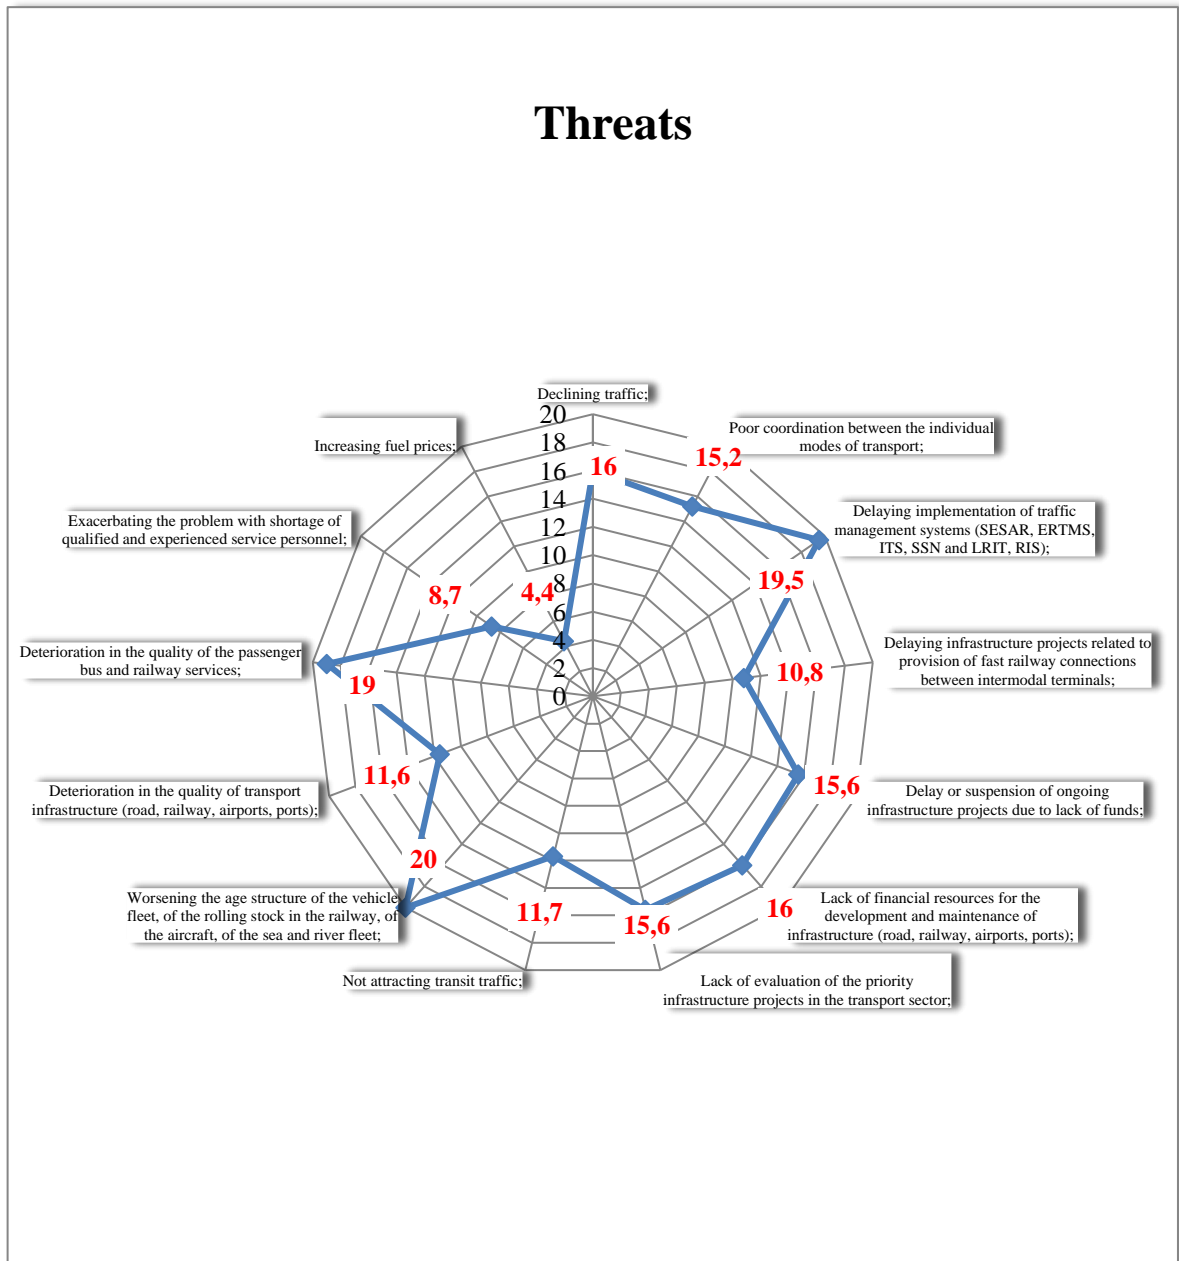 Threats
Declining traffic;
Poor coordination between the individual
modes of transport;
Delaying implementation of traffic
management systems (SESAR, ERTMS,
ITS, SSN and LRIT, RIS);
Delaying infrastructure projects related to
provision of fast railway connections
between intermodal terminals;
Delay or suspension of ongoing
infrastructure projects due to lack of funds;
Lack of financial resources for the
development and maintenance of
infrastructure (road, railway, airports, ports);
Lack of evaluation of the priority
infrastructure projects in the transport sector;
Not attracting transit traffic;
Worsening the age structure of the vehicle
fleet, of the rolling stock in the railway, of
the aircraft, of the sea and river fleet;
Deterioration in the quality of transport
infrastructure (road, railway, airports, ports);
Deterioration in the quality of the passenger
bus and railway services;
Exacerbating the problem with shortage of
qualified and experienced service personnel;
Increasing fuel prices;
20
18
16
14
12
10
8
6
4
2
0
16
15,2
19,5
10,8
15,6
16
15,6
11,7
20
11,6
19
8,7
4,4